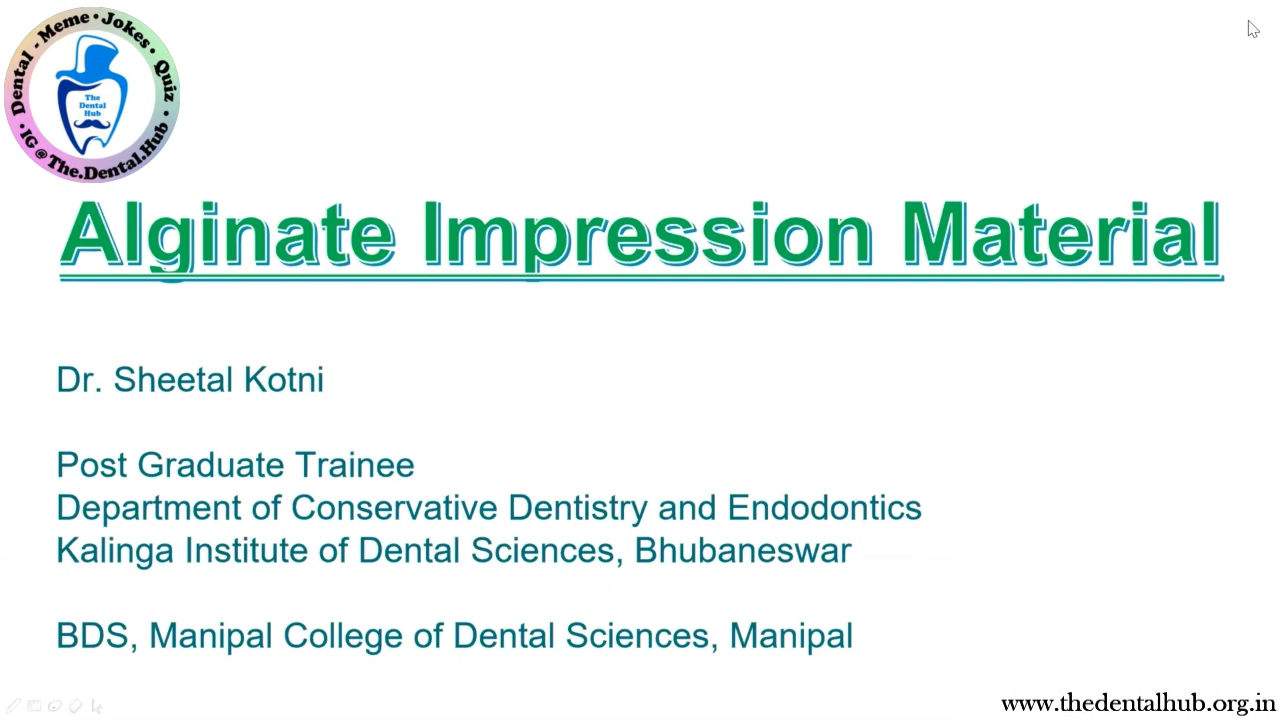 Dental - Meme • Jokes • Quiz • IG @ The.Dental.Hub •
The
Dental
Hub
Alginate Impression Material
Dr. Sheetal Kotni
Post Graduate Trainee
Department of Conservative Dentistry and Endodontics
Kalinga Institute of Dental Sciences, Bhubaneswar
BDS, Manipal College of Dental Sciences, Manipal
www.thedentalhub.org.in